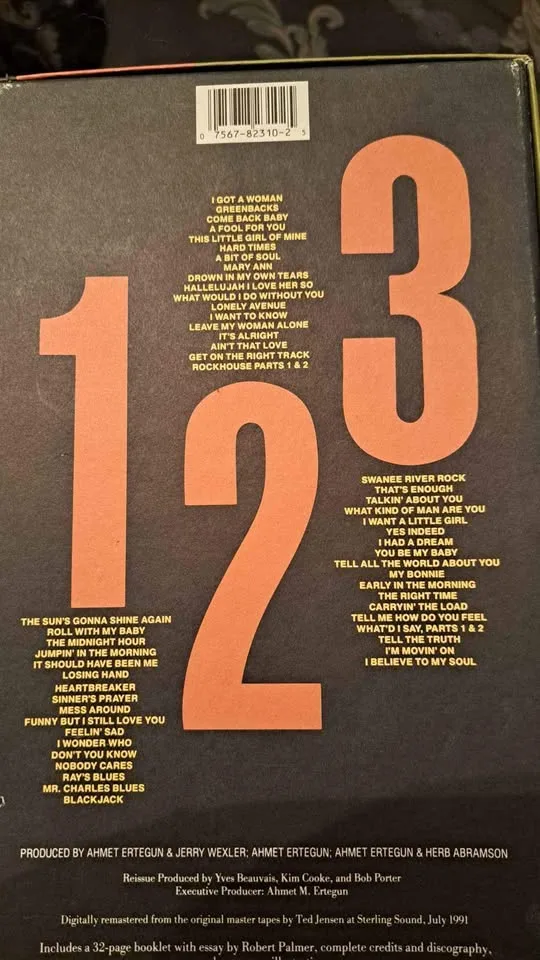 0 7567-82310-2 5
1
THE SUN'S GONNA SHINE AGAIN
ROLL WITH MY BABY
THE MIDNIGHT HOUR
JUMPIN' IN THE MORNING
IT SHOULD HAVE BEEN ME
LOSING HAND
HEARTBREAKER
SINNER'S PRAYER
MESS AROUND
FUNNY BUT I STILL LOVE YOU
FEELIN' SAD
I WONDER WHO
DON'T YOU KNOW
NOBODY CARES
RAY'S BLUES
MR. CHARLES BLUES
BLACKJACK
2
I GOT A WOMAN
GREENBACKS
COME BACK BABY
A FOOL FOR YOU
THIS LITTLE GIRL OF MINE
HARD TIMES
A BIT OF SOUL
MARY ANN
DROWN IN MY OWN TEARS
HALLELUJAH I LOVE HER SO
WHAT WOULD I DO WITHOUT YOU
LONELY AVENUE
I WANT TO KNOW
LEAVE MY WOMAN ALONE
IT'S ALRIGHT
AIN'T THAT LOVE
GET ON THE RIGHT TRACK
ROCKHOUSE PARTS 1 & 2
3
SWANEE RIVER ROCK
THAT'S ENOUGH
TALKIN' ABOUT YOU
WHAT KIND OF MAN ARE YOU
I WANT A LITTLE GIRL
YES INDEED
I HAD A DREAM
YOU BE MY BABY
TELL ALL THE WORLD ABOUT YOU
MY BONNIE
EARLY IN THE MORNING
THE RIGHT TIME
CARRYIN' THE LOAD
TELL ME HOW DO YOU FEEL
WHAT'D I SAY, PARTS 1 & 2
TELL THE TRUTH
I'M MOVIN' ON
I BELIEVE TO MY SOUL
PRODUCED BY AHMET ERTEGUN & JERRY WEXLER; AHMET ERTEGUN; AHMET ERTEGUN & HERB ABRAMSON
Reissue Produced by Yves Beauvais, Kim Cooke, and Bob Porter
Executive Producer: Ahmet M. Ertegun
Digitally remastered from the original master tapes by Ted Jensen at Sterling Sound, July 1991
Includes a 32-page booklet with essay by Robert Palmer, complete credits and discography,